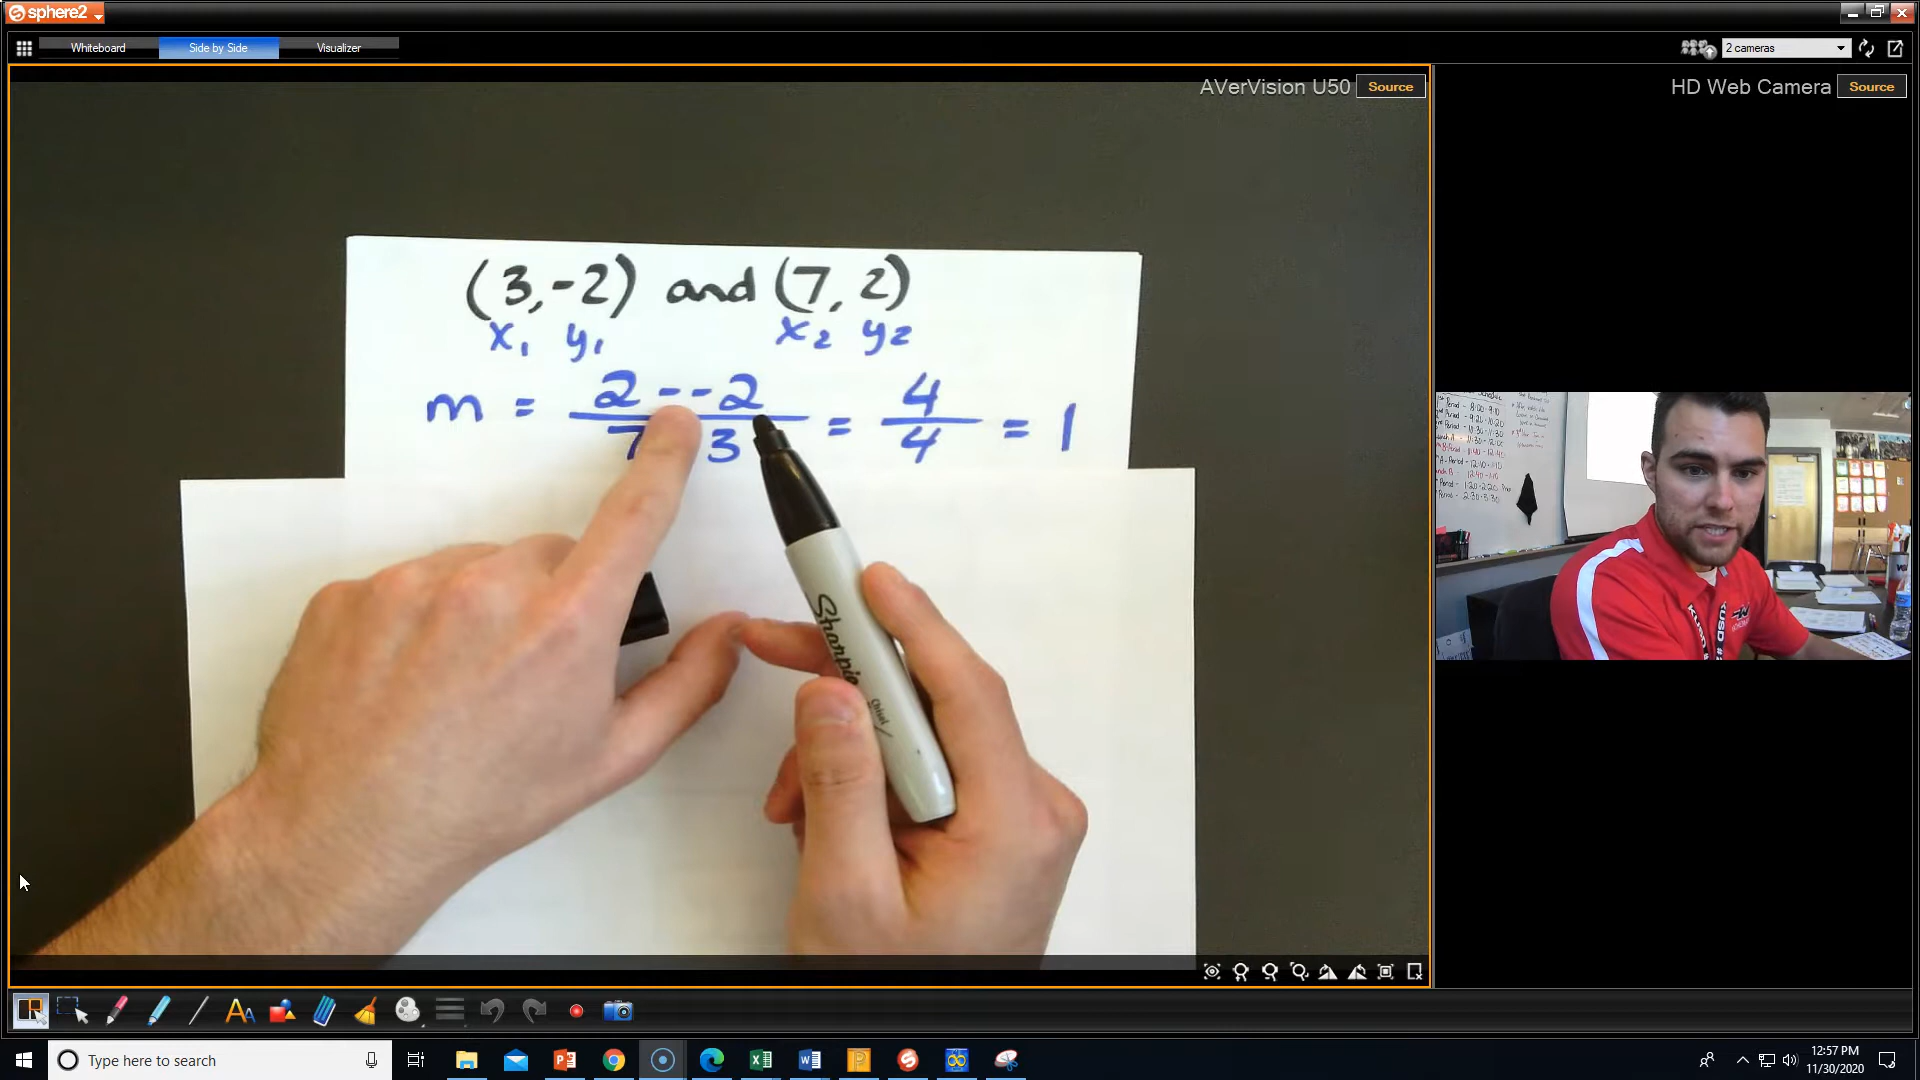 sphere2
Whiteboard
Side by Side
Visualizer
2 cameras
AVerVision U50
Source
HD Web Camera
Source
(3,-2) and (7,2)
x₁ y₁ x₂ y₂
m = 2--2 = 4 = 1
7 3 4
Sharpie
Chisel
KUSD
Type here to search
12:57 PM
11/30/2020